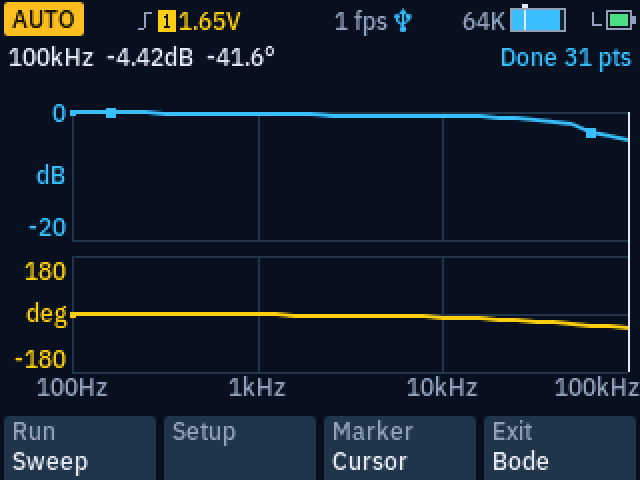 AUTO 1 1.65V 1 fps 64K L
100kHz -4.42dB -41.6° Done 31 pts
0
dB
-20
180
deg
-180
100Hz 1kHz 10kHz 100kHz
Run Setup Marker Exit
Sweep Cursor Bode